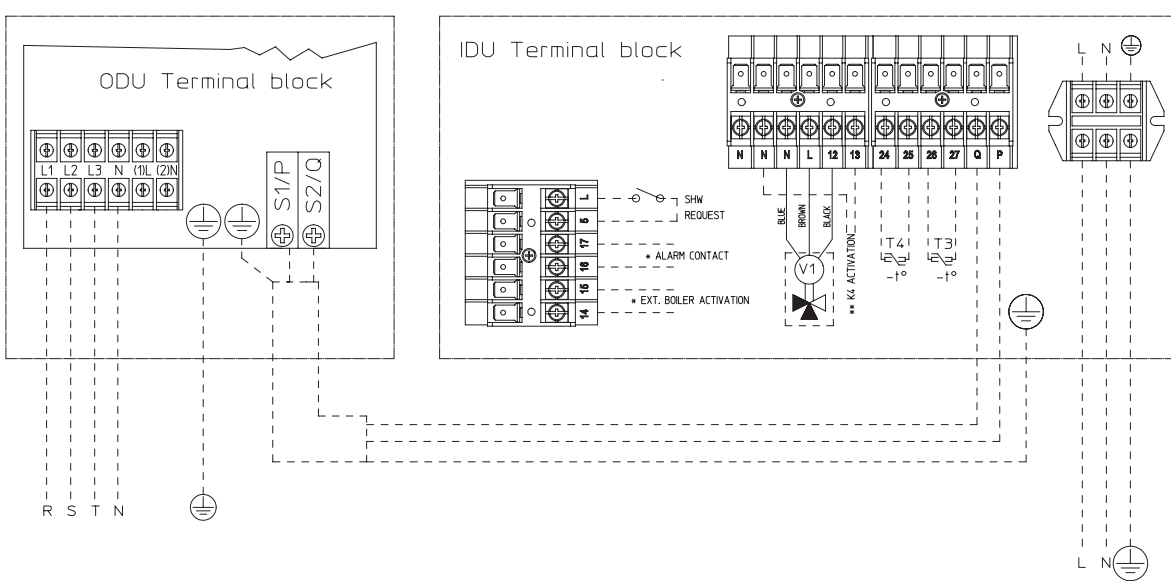 ODU Terminal block
L1 L2 L3 N (1)L (2)N
S1/P
S2/Q
R S T N
IDU Terminal block
L
5
17
16
15
14
SHW
REQUEST
* ALARM CONTACT
* EXT. BOILER ACTIVATION
N N N L 12 13 24 25 26 27 Q P
BLUE
BROWN
BLACK
** K4 ACTIVATION
V1
T4
-t°
T3
-t°
L N
L N